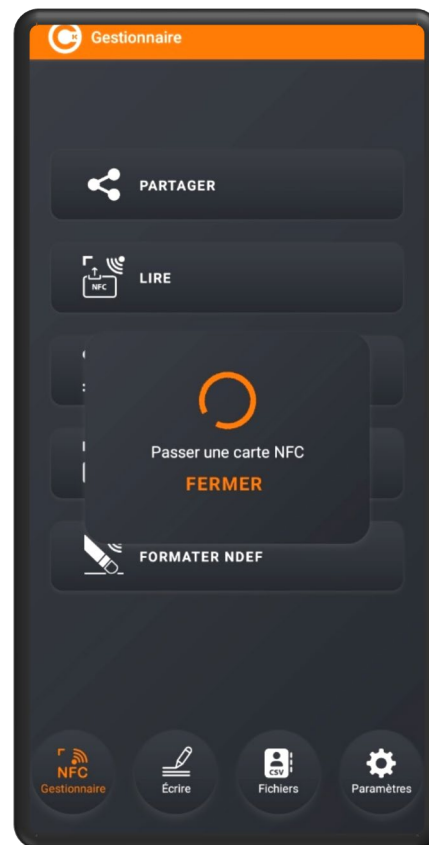 Gestionnaire
PARTAGER
LIRE
NFC
Passer une carte NFC
FERMER
FORMATER NDEF
NFC
Gestionnaire
Écrire
CSV
Fichiers
Paramètres